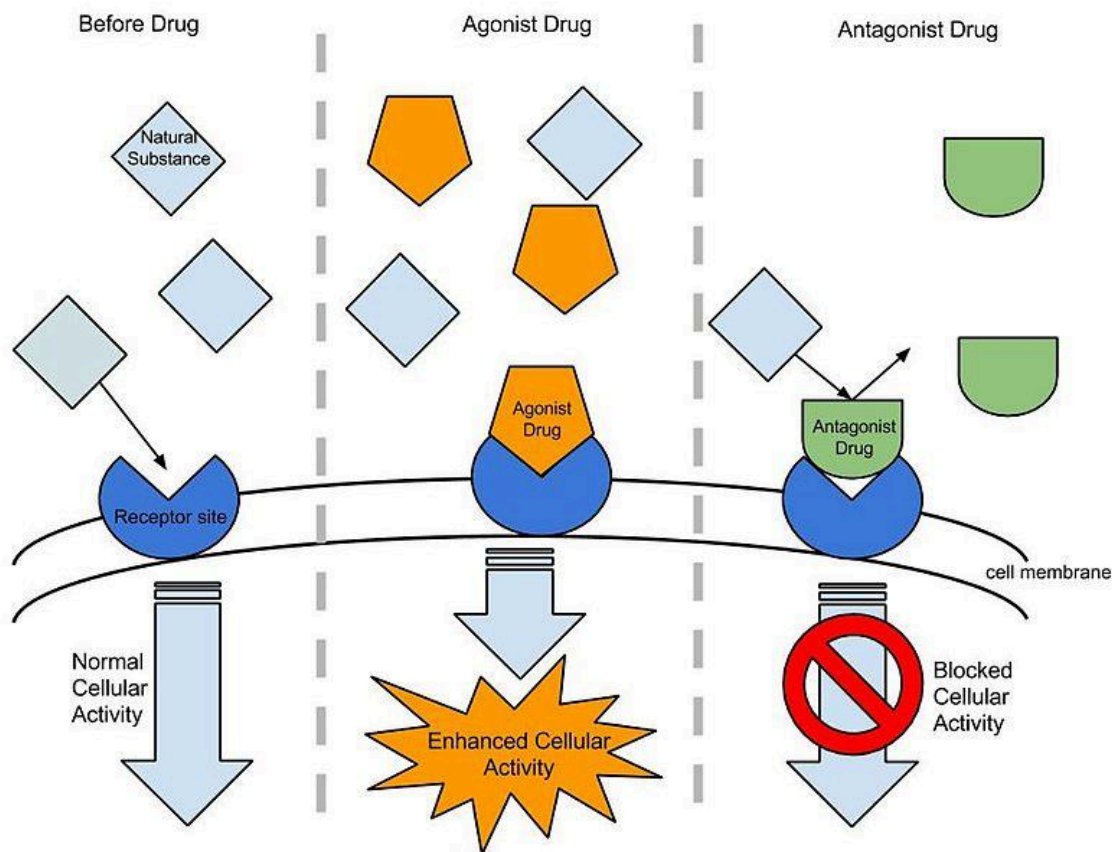 Before Drug
Agonist Drug
Antagonist Drug
Natural
Substance
Agonist
Drug
Antagonist
Drug
Receptor site
cell membrane
Normal
Cellular
Activity
Enhanced Cellular
Activity
Blocked
Cellular
Activity